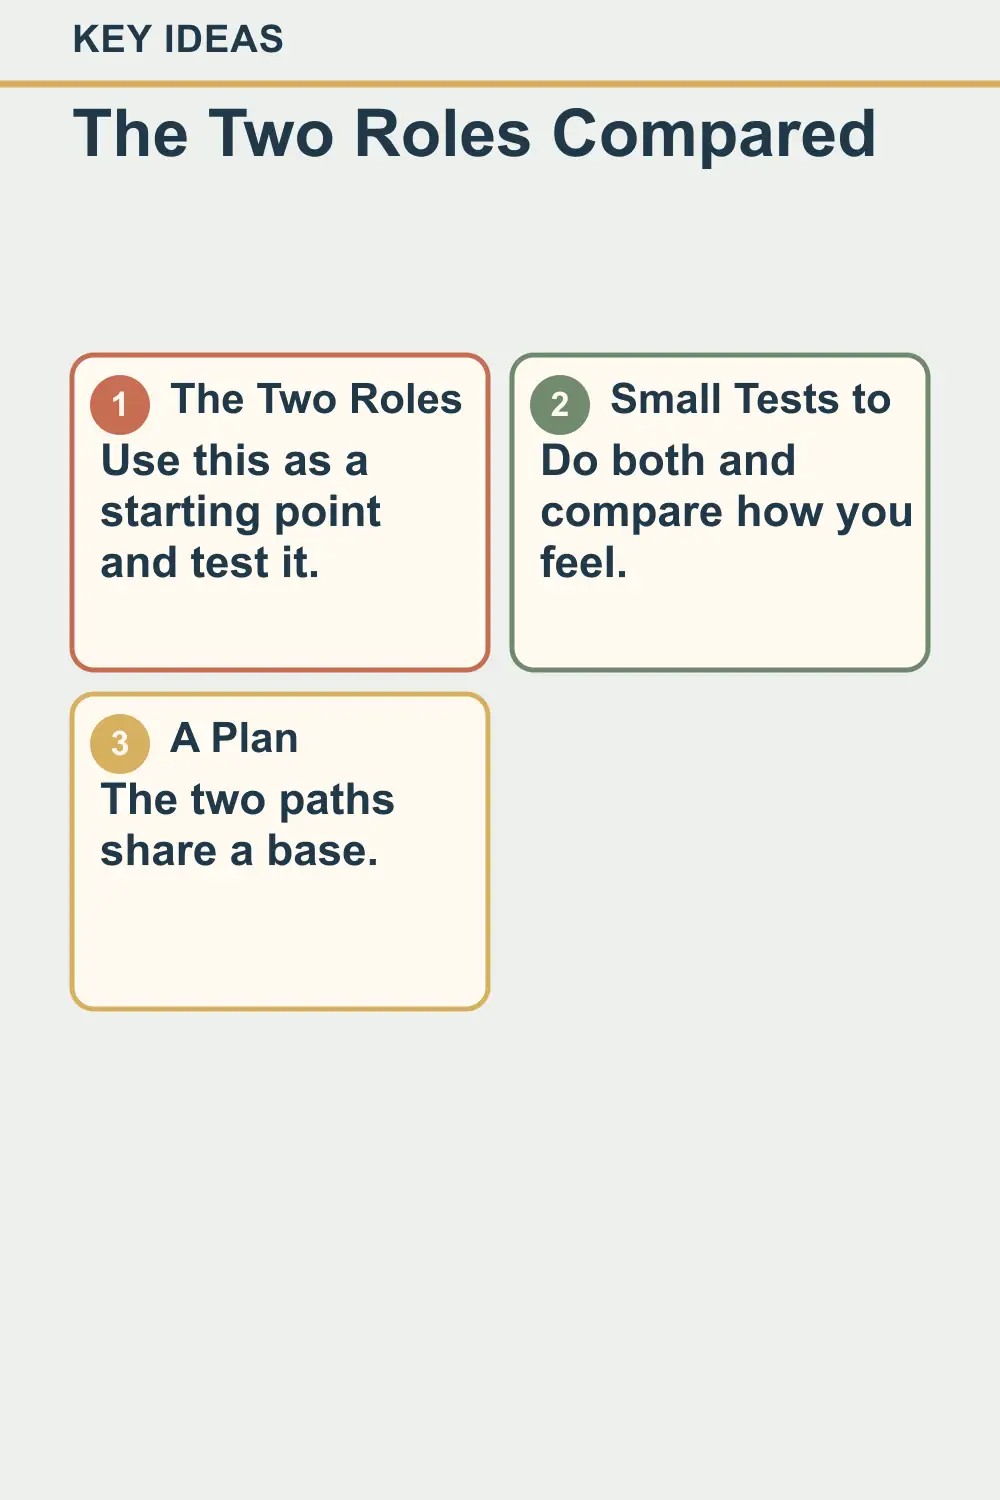 KEY IDEAS
The Two Roles Compared
1 The Two Roles
Use this as a
starting point
and test it.
2 Small Tests to
Do both and
compare how you
feel.
3 A Plan
The two paths
share a base.